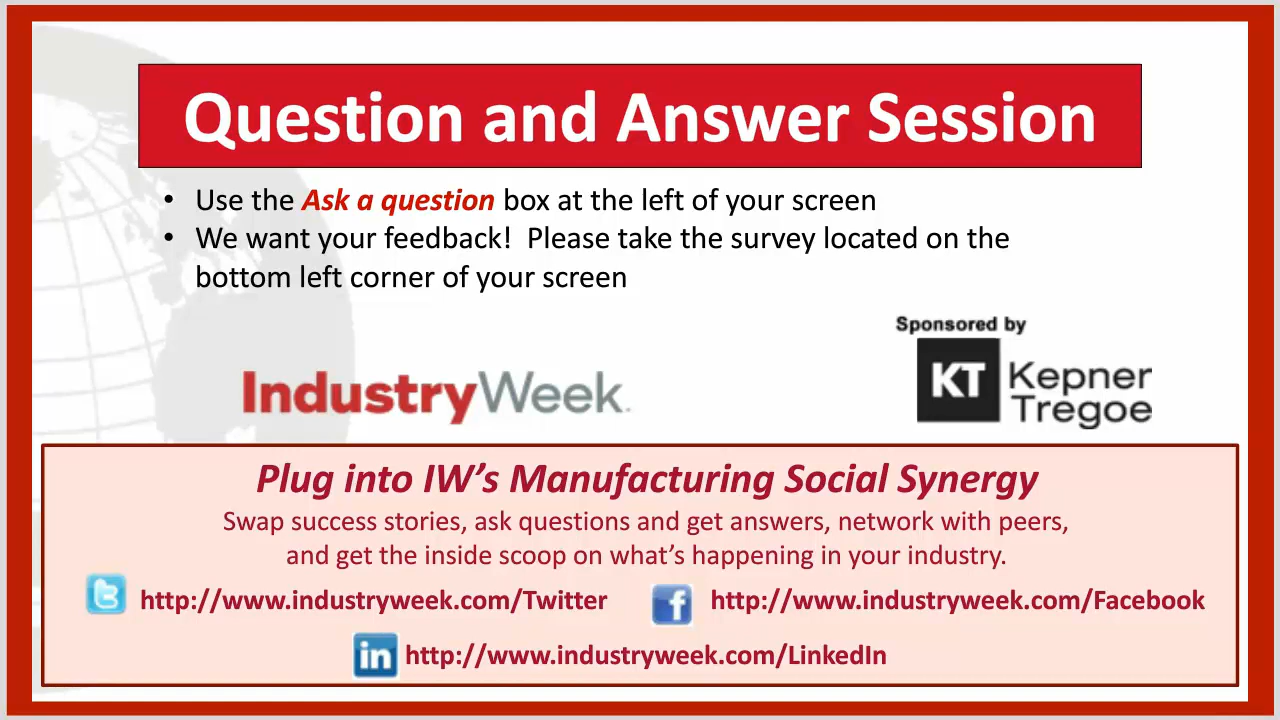 Question and Answer Session
• Use the Ask a question box at the left of your screen
• We want your feedback!  Please take the survey located on the
bottom left corner of your screen
Sponsored by
IndustryWeek.
KT Kepner
Tregoe
Plug into IW’s Manufacturing Social Synergy
Swap success stories, ask questions and get answers, network with peers,
and get the inside scoop on what’s happening in your industry.
http://www.industryweek.com/Twitter
http://www.industryweek.com/Facebook
http://www.industryweek.com/LinkedIn